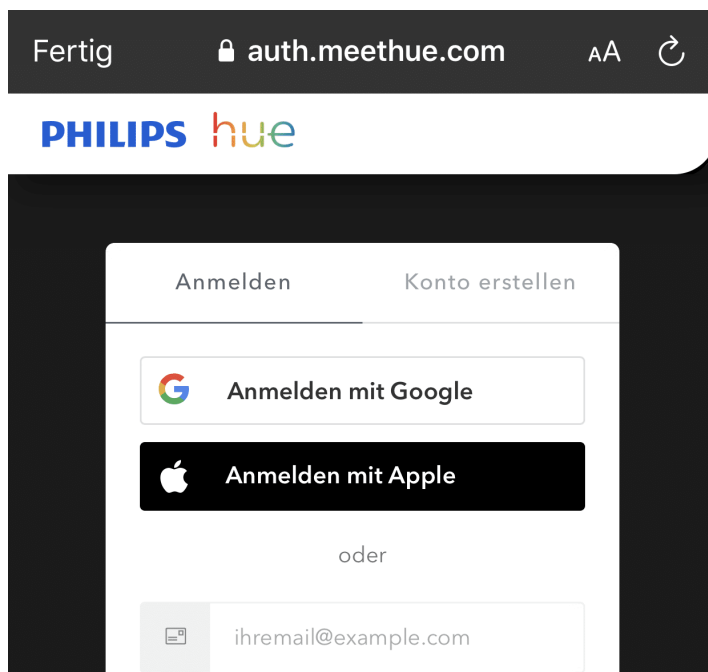 Fertig auth.meethue.com AA
PHILIPS hue
Anmelden Konto erstellen
Anmelden mit Google
Anmelden mit Apple
oder
ihremail@example.com